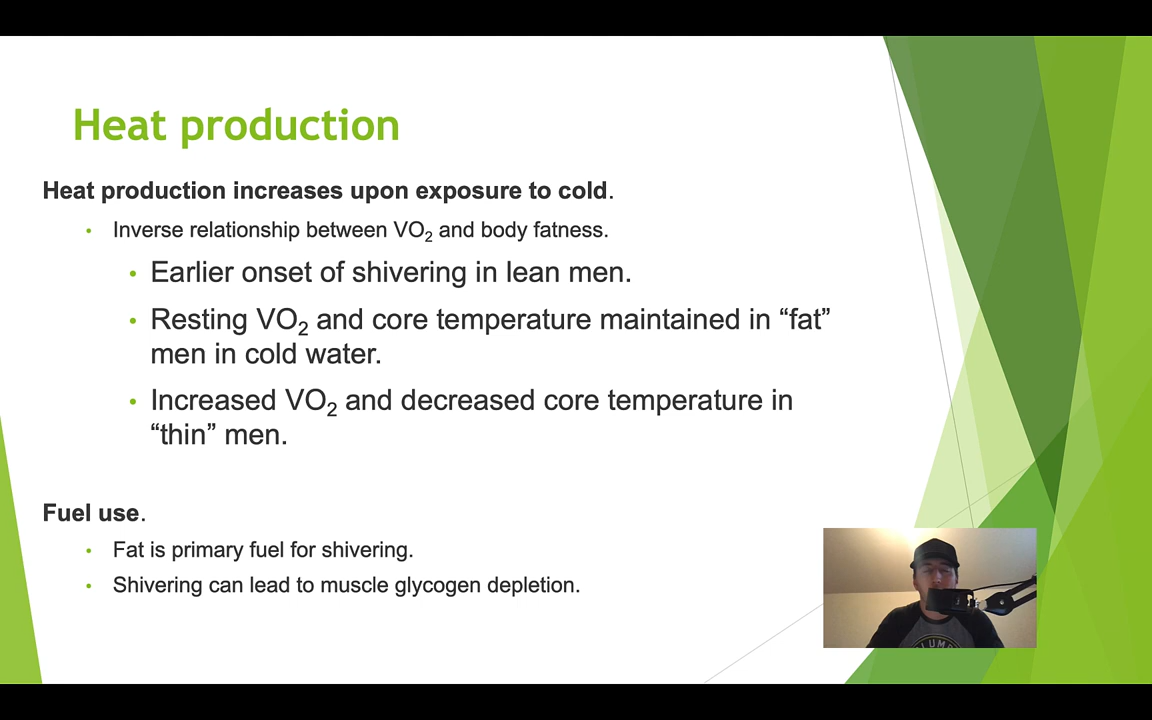 Heat production
Heat production increases upon exposure to cold.
• Inverse relationship between VO₂ and body fatness.
• Earlier onset of shivering in lean men.
• Resting VO₂ and core temperature maintained in “fat”
men in cold water.
• Increased VO₂ and decreased core temperature in
“thin” men.
Fuel use.
• Fat is primary fuel for shivering.
• Shivering can lead to muscle glycogen depletion.